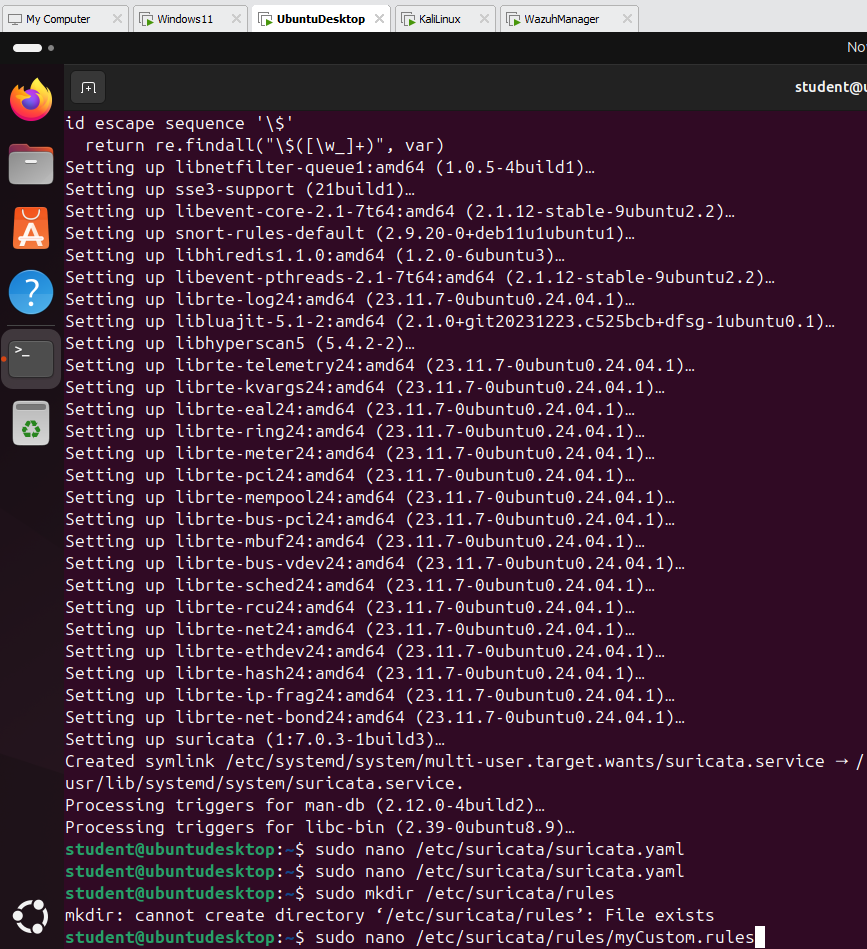 My Computer
Windows11
UbuntuDesktop
KaliLinux
WazuhManager
No
student@u
id escape sequence '\$'
  return re.findall("\$([\w_]+)", var)
Setting up libnetfilter-queue1:amd64 (1.0.5-4build1)…
Setting up sse3-support (21build1)…
Setting up libevent-core-2.1-7t64:amd64 (2.1.12-stable-9ubuntu2.2)…
Setting up snort-rules-default (2.9.20-0+deb11u1ubuntu1)…
Setting up libhiredis1.1.0:amd64 (1.2.0-6ubuntu3)…
Setting up libevent-pthreads-2.1-7t64:amd64 (2.1.12-stable-9ubuntu2.2)…
Setting up librte-log24:amd64 (23.11.7-0ubuntu0.24.04.1)…
Setting up libluajit-5.1-2:amd64 (2.1.0+git20231223.c525bcb+dfsg-1ubuntu0.1)…
Setting up libhyperscan5 (5.4.2-2)…
Setting up librte-telemetry24:amd64 (23.11.7-0ubuntu0.24.04.1)…
Setting up librte-kvargs24:amd64 (23.11.7-0ubuntu0.24.04.1)…
Setting up librte-eal24:amd64 (23.11.7-0ubuntu0.24.04.1)…
Setting up librte-ring24:amd64 (23.11.7-0ubuntu0.24.04.1)…
Setting up librte-meter24:amd64 (23.11.7-0ubuntu0.24.04.1)…
Setting up librte-pci24:amd64 (23.11.7-0ubuntu0.24.04.1)…
Setting up librte-mempool24:amd64 (23.11.7-0ubuntu0.24.04.1)…
Setting up librte-bus-pci24:amd64 (23.11.7-0ubuntu0.24.04.1)…
Setting up librte-mbuf24:amd64 (23.11.7-0ubuntu0.24.04.1)…
Setting up librte-bus-vdev24:amd64 (23.11.7-0ubuntu0.24.04.1)…
Setting up librte-sched24:amd64 (23.11.7-0ubuntu0.24.04.1)…
Setting up librte-rcu24:amd64 (23.11.7-0ubuntu0.24.04.1)…
Setting up librte-net24:amd64 (23.11.7-0ubuntu0.24.04.1)…
Setting up librte-ethdev24:amd64 (23.11.7-0ubuntu0.24.04.1)…
Setting up librte-hash24:amd64 (23.11.7-0ubuntu0.24.04.1)…
Setting up librte-ip-frag24:amd64 (23.11.7-0ubuntu0.24.04.1)…
Setting up librte-net-bond24:amd64 (23.11.7-0ubuntu0.24.04.1)…
Setting up suricata (1:7.0.3-1build3)…
Created symlink /etc/systemd/system/multi-user.target.wants/suricata.service → /
usr/lib/systemd/system/suricata.service.
Processing triggers for man-db (2.12.0-4build2)…
Processing triggers for libc-bin (2.39-0ubuntu8.9)…
student@ubuntudesktop:~$ sudo nano /etc/suricata/suricata.yaml
student@ubuntudesktop:~$ sudo nano /etc/suricata/suricata.yaml
student@ubuntudesktop:~$ sudo mkdir /etc/suricata/rules
mkdir: cannot create directory ‘/etc/suricata/rules’: File exists
student@ubuntudesktop:~$ sudo nano /etc/suricata/rules/myCustom.rules